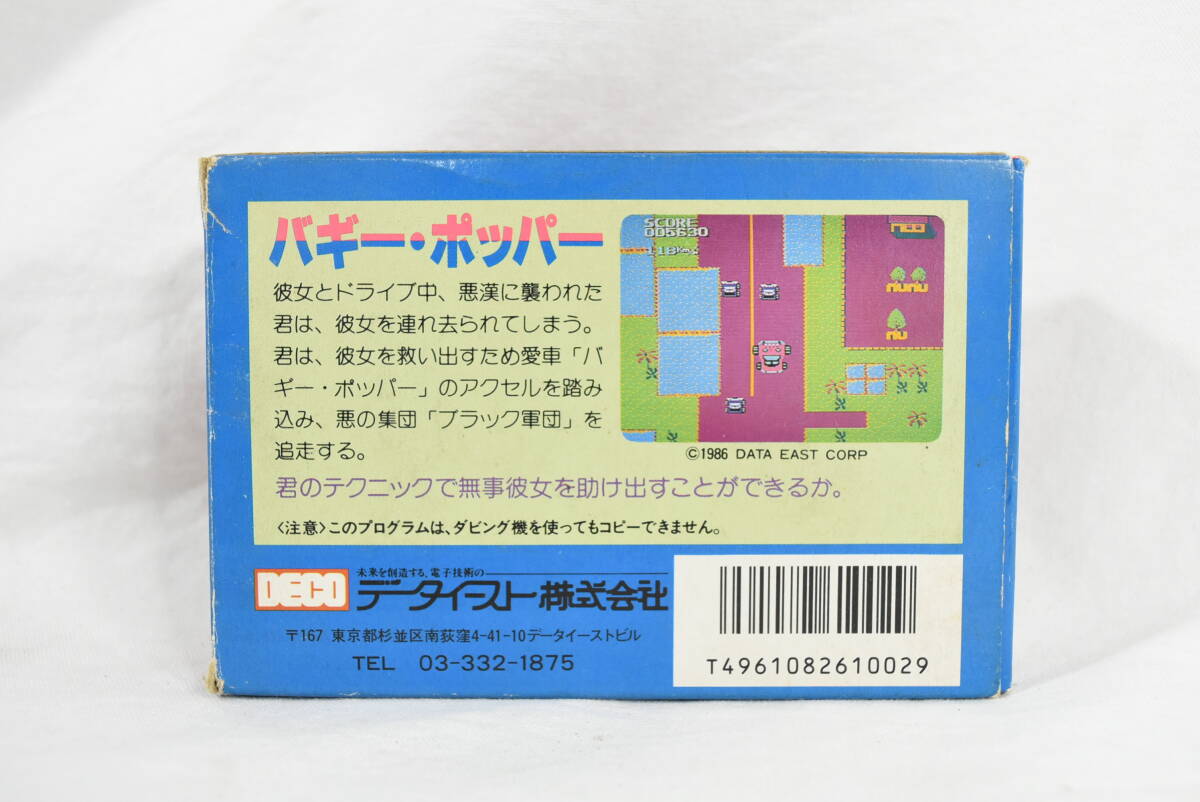 バギー・ポッパー
彼女とドライブ中、悪漢に襲われた
君は、彼女を連れ去られてしまう。
君は、彼女を救い出すため愛車「バ
ギー・ポッパー」のアクセルを踏み
込み、悪の集団「ブラック軍団」を
追走する。
SCORE
005630
118Km/h
©1986 DATA EAST CORP
君のテクニックで無事彼女を助け出すことができるか。
〈注意〉このプログラムは、ダビング機を使ってもコピーできません。
DECO
未来を創造する、電子技術の
データイースト株式会社
〒167 東京都杉並区南荻窪4-41-10データイーストビル
TEL 03-332-1875
T4961082610029